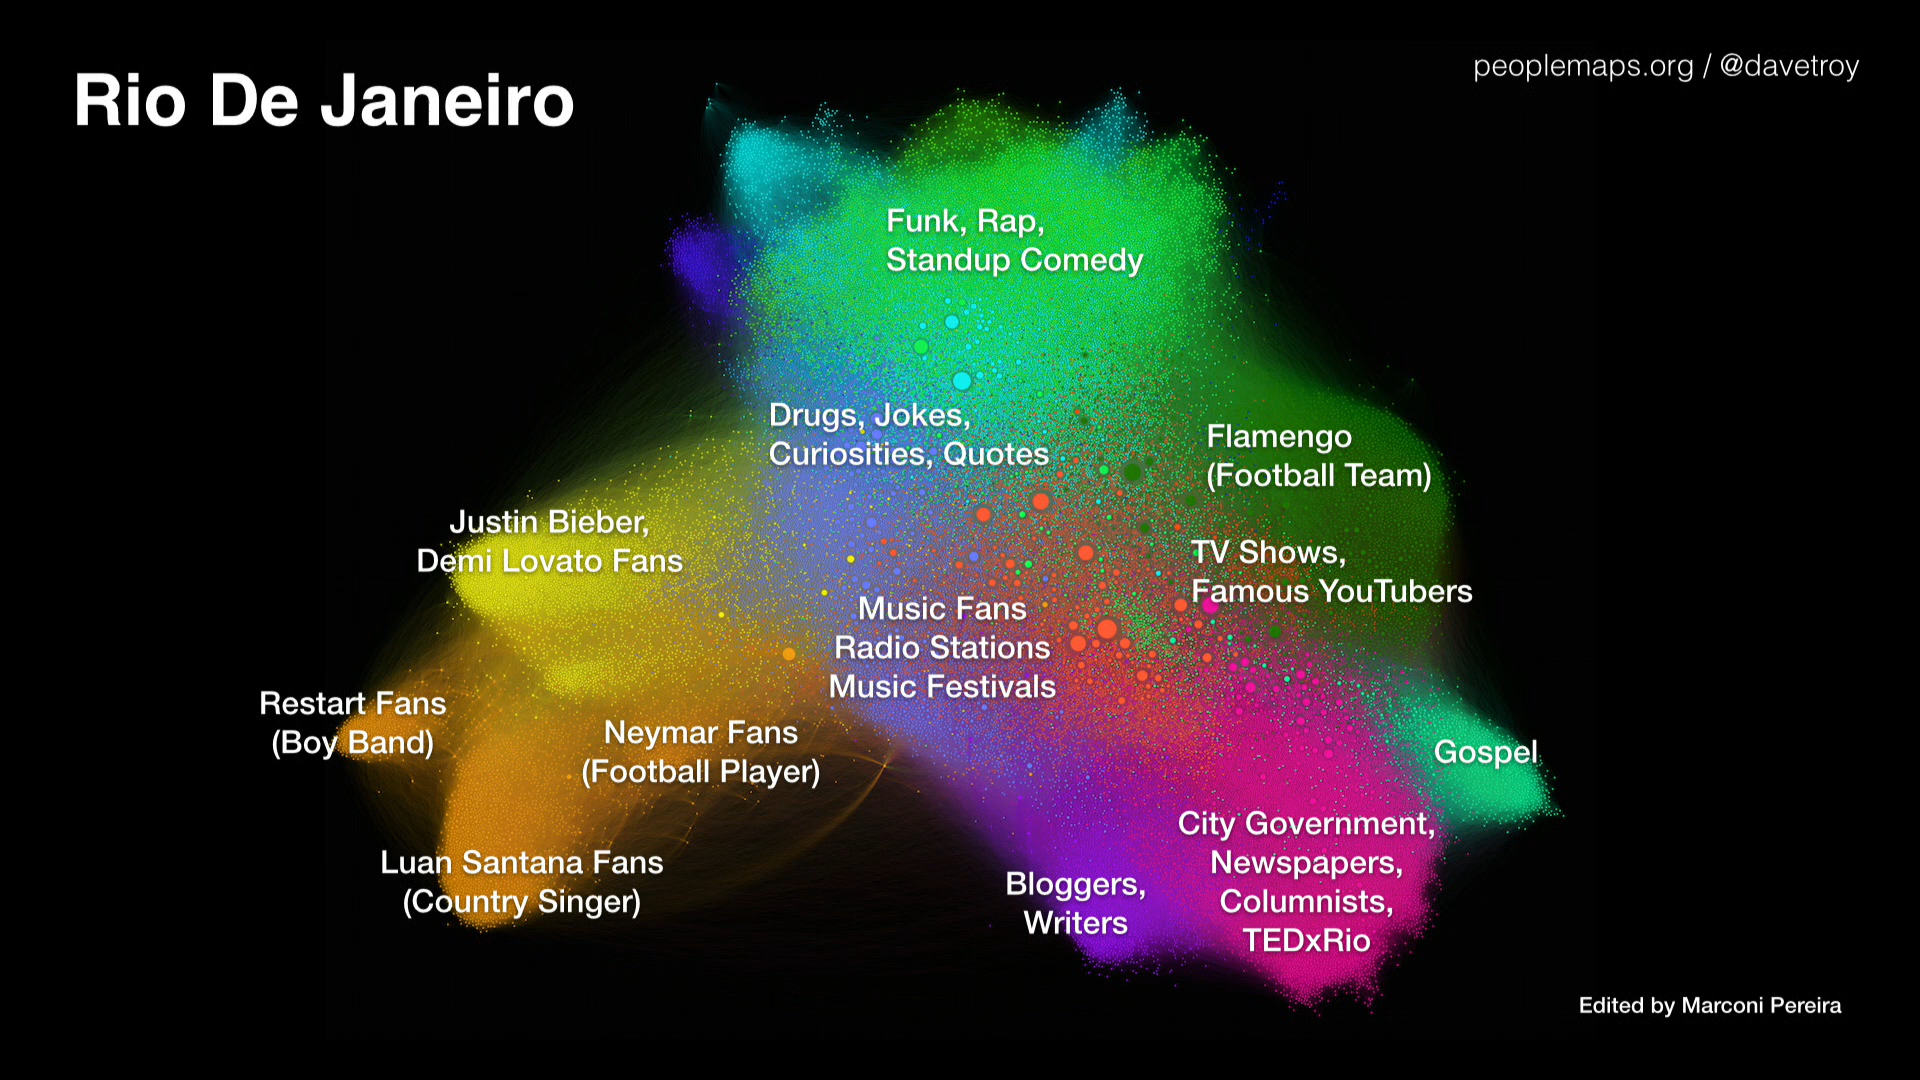 Rio De Janeiro
peoplemaps.org / @davetroy
Funk, Rap,
Standup Comedy
Drugs, Jokes,
Curiosities, Quotes
Flamengo
(Football Team)
Justin Bieber,
Demi Lovato Fans
TV Shows,
Famous YouTubers
Music Fans
Radio Stations
Music Festivals
Restart Fans
(Boy Band)
Neymar Fans
(Football Player)
Gospel
Luan Santana Fans
(Country Singer)
Bloggers,
Writers
City Government,
Newspapers,
Columnists,
TEDxRio
Edited by Marconi Pereira